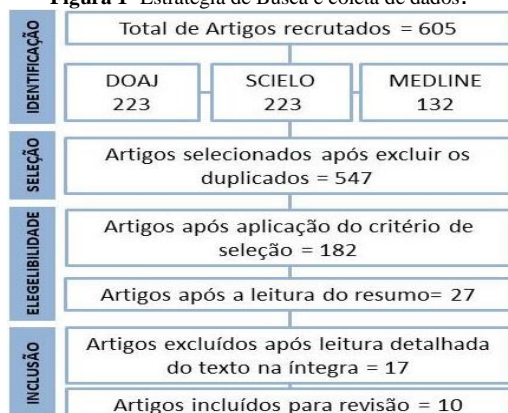 Figura 1- Estratégia de Busca e coleta de dados.
IDENTIFICAÇÃO
Total de Artigos recrutados = 605
DOAJ
223
SCIELO
223
MEDLINE
132
SELEÇÃO
Artigos selecionados após excluir os
duplicados = 547
ELEGELIBILIDADE
Artigos após aplicação do critério de
seleção = 182
Artigos após a leitura do resumo= 27
INCLUSÃO
Artigos excluídos após leitura detalhada
do texto na íntegra = 17
Artigos incluídos para revisão = 10